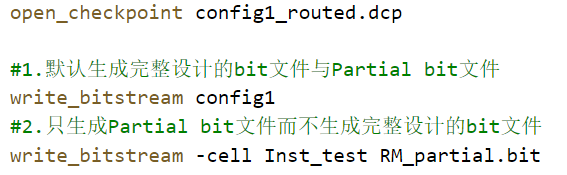 open_checkpoint config1_routed.dcp
#1.默认生成完整设计的bit文件与Partial bit文件
write_bitstream config1
#2.只生成Partial bit文件而不生成完整设计的bit文件
write_bitstream -cell Inst_test RM_partial.bit